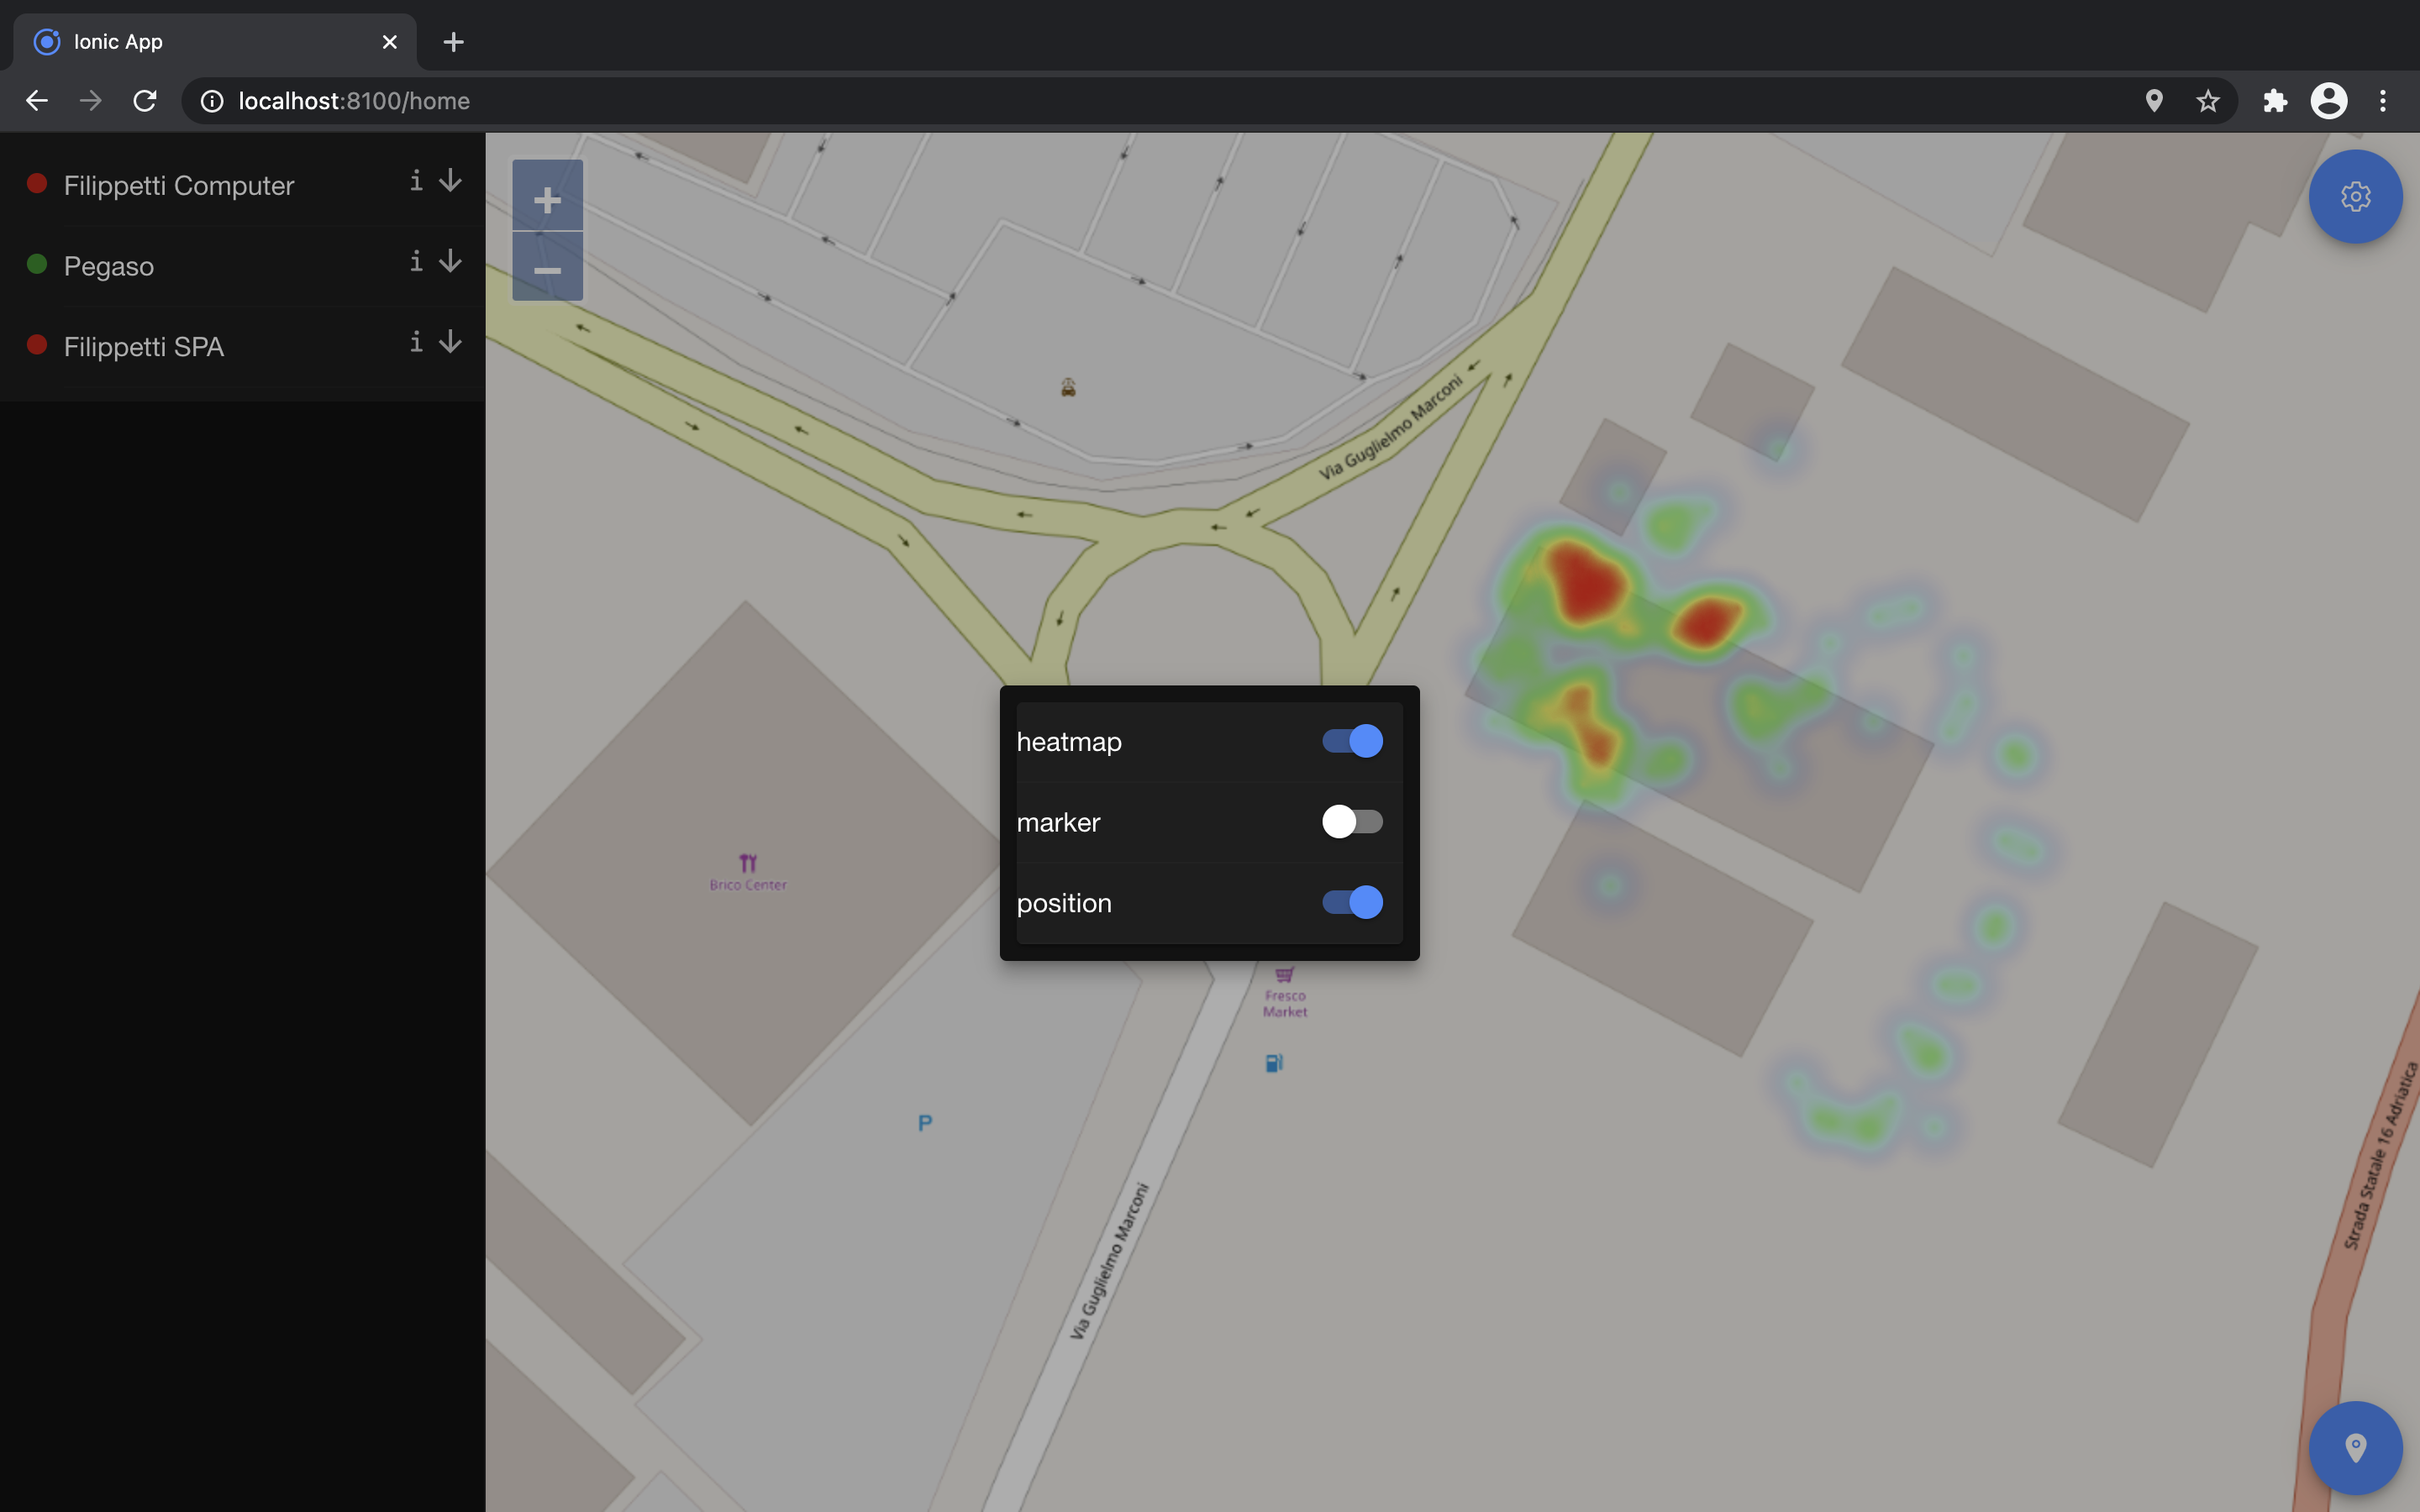 Ionic App
localhost:8100/home
Filippetti Computer
Pegaso
Filippetti SPA
Via Guglielmo Marconi
heatmap
marker
position
Brico Center
Fresco
Market
P
Via Guglielmo Marconi
Strada Statale 16 Adriatica